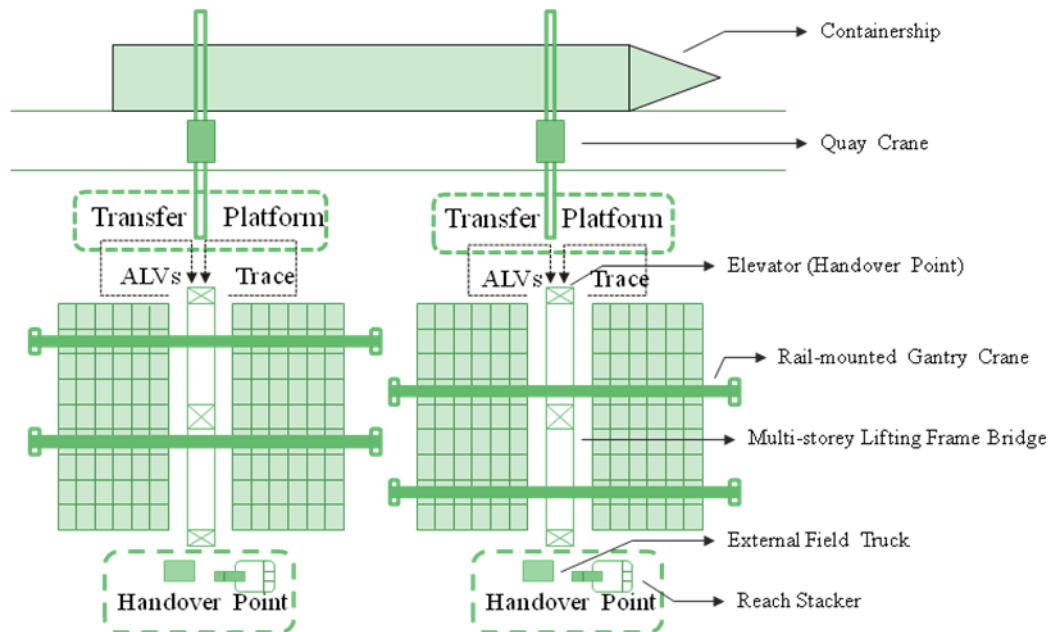 Containership
Quay Crane
Transfer Platform
Transfer Platform
ALVs Trace
ALVs Trace
Elevator (Handover Point)
Rail-mounted Gantry Crane
Multi-storey Lifting Frame Bridge
External Field Truck
Handover Point
Handover Point
Reach Stacker